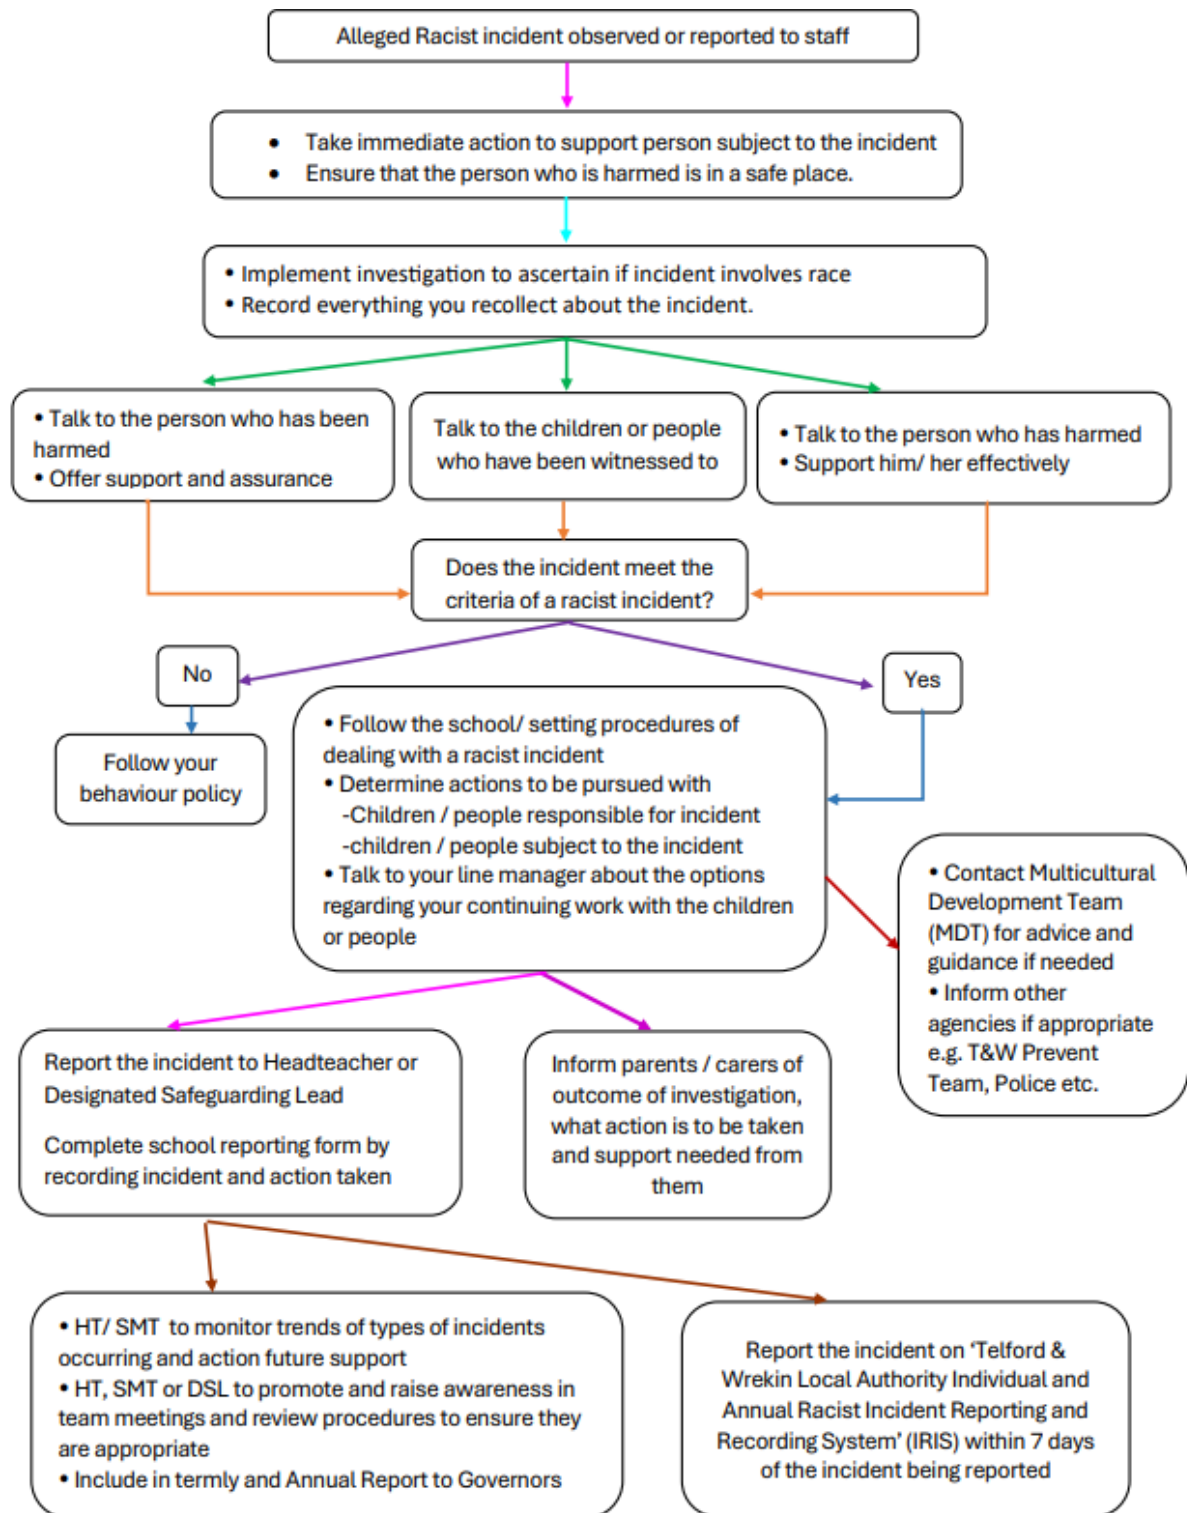 Alleged Racist incident observed or reported to staff
• Take immediate action to support person subject to the incident
• Ensure that the person who is harmed is in a safe place.
• Implement investigation to ascertain if incident involves race
• Record everything you recollect about the incident.
• Talk to the person who has been
harmed
• Offer support and assurance
Talk to the children or people
who have been witnessed to
• Talk to the person who has harmed
• Support him/ her effectively
Does the incident meet the
criteria of a racist incident?
No
Yes
Follow your
behaviour policy
• Follow the school/ setting procedures of
dealing with a racist incident
• Determine actions to be pursued with
-Children / people responsible for incident
-children / people subject to the incident
• Talk to your line manager about the options
regarding your continuing work with the children
or people
• Contact Multicultural
Development Team
(MDT) for advice and
guidance if needed
• Inform other
agencies if appropriate
e.g. T&W Prevent
Team, Police etc.
Report the incident to Headteacher or
Designated Safeguarding Lead
Complete school reporting form by
recording incident and action taken
Inform parents / carers of
outcome of investigation,
what action is to be taken
and support needed from
them
• HT/ SMT to monitor trends of types of incidents
occurring and action future support
• HT, SMT or DSL to promote and raise awareness in
team meetings and review procedures to ensure they
are appropriate
• Include in termly and Annual Report to Governors
Report the incident on ‘Telford &
Wrekin Local Authority Individual and
Annual Racist Incident Reporting and
Recording System’ (IRIS) within 7 days
of the incident being reported